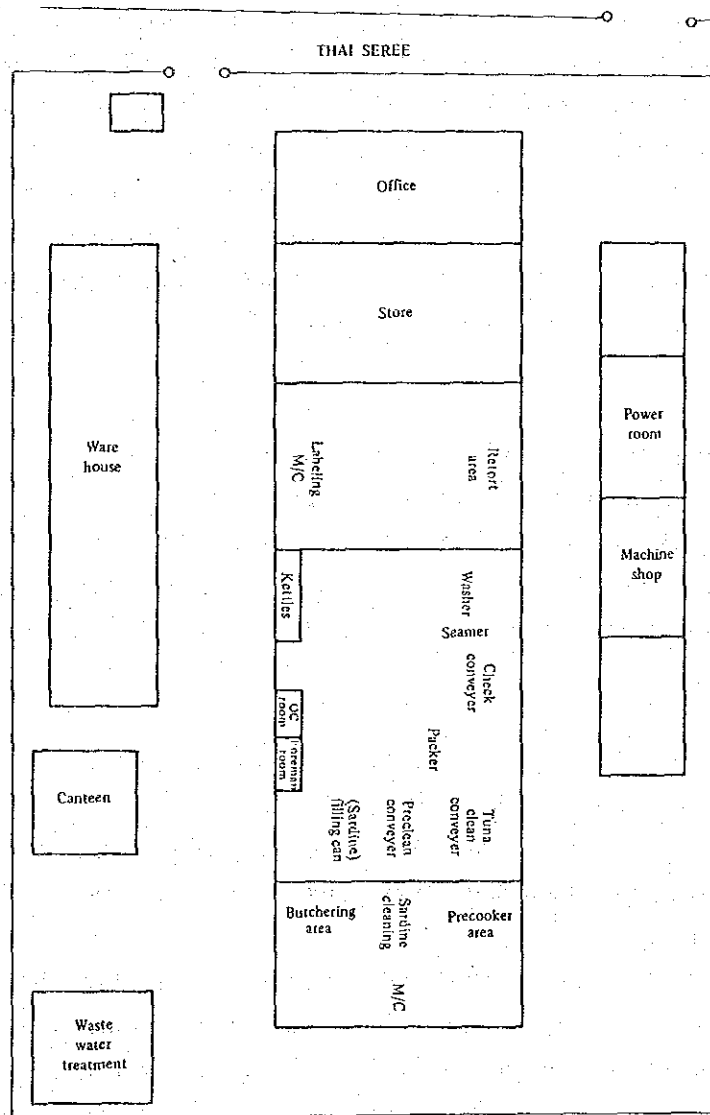 THAI SEREE
Office
Store
Ware
house
Labeling
M/C
Retort
area
Power
room
Machine
shop
Kettles
Washer
Seamer
Check
conveyer
QC
room
Foreman
room
Packer
Canteen
(Sardine)
filling can
Preclean
conveyer
Tuna
clean
conveyer
Butchering
area
Sardine
cleaning
M/C
Precooker
area
Waste
water
treatment